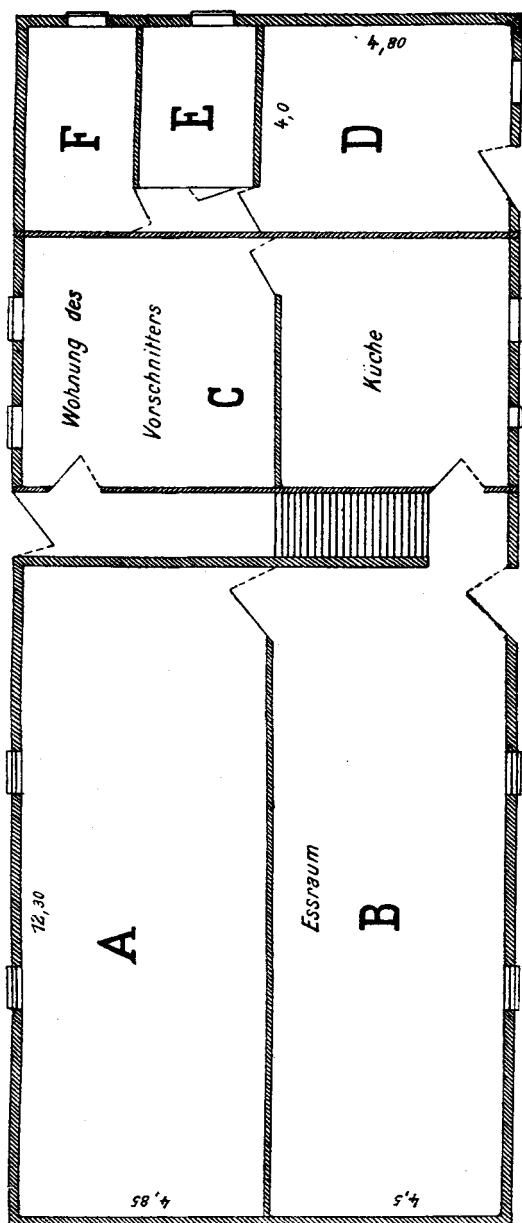 F
E
4,80
4,0
D
Wohnung des
Vorschnitters
C
Küche
12,30
A
Essraum
B
4,85
4,5